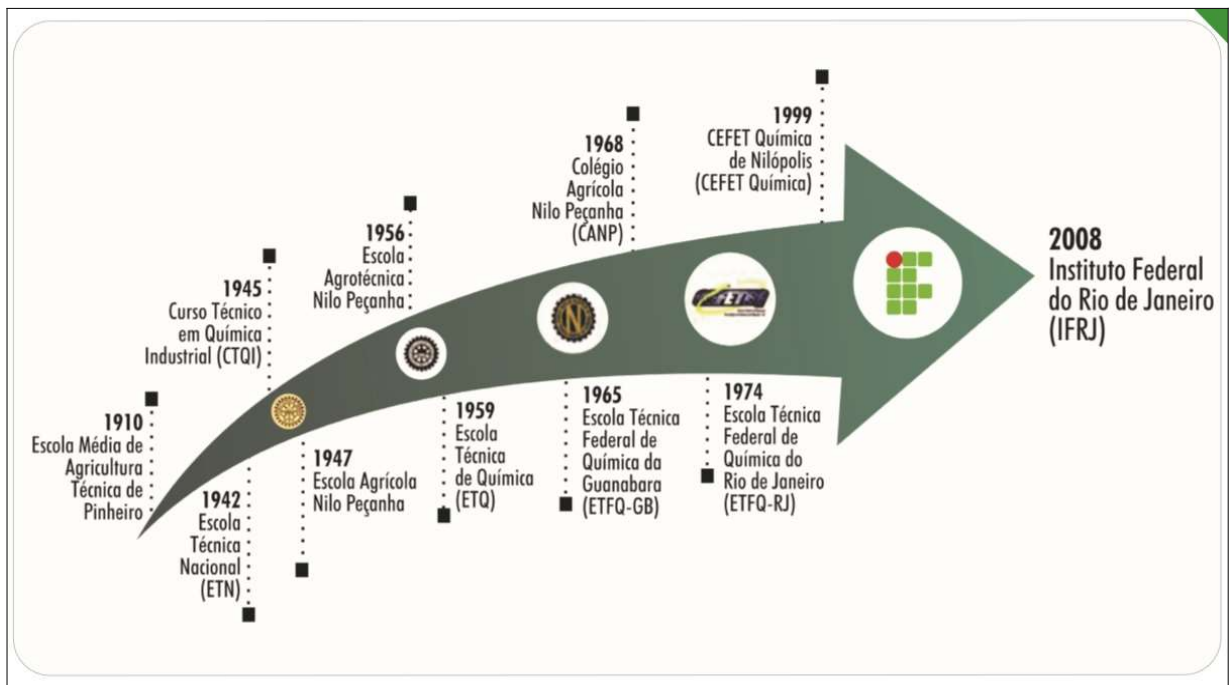 1910
Escola Média de
Agricultura
Técnica de
Pinheiro
1942
Escola
Técnica
Nacional
(ETN)
1945
Curso Técnico
em Química
Industrial (CTQI)
1947
Escola Agrícola
Nilo Peçanha
1956
Escola
Agrotécnica
Nilo Peçanha
1959
Escola
Técnica
de Química
(ETQ)
1965
Escola Técnica
Federal de
Química da
Guanabara
(ETFQ-GB)
1968
Colégio
Agrícola
Nilo Peçanha
(CANP)
1974
Escola Técnica
Federal de
Química do
Rio de Janeiro
(ETFQ-RJ)
1999
CEFET Química
de Nilópolis
(CEFET Química)
2008
Instituto Federal
do Rio de Janeiro
(IFRJ)